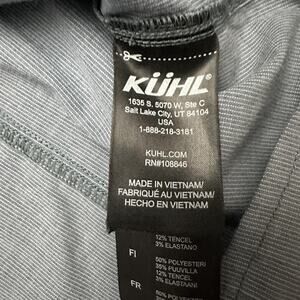 KÜHL®
1635 S. 5070 W, Ste C
Salt Lake City, UT 84104
USA
1-888-218-3161
KUHL.COM
RN#108846
MADE IN VIETNAM/
FABRIQUÉ AU VIETNAM/
HECHO EN VIETNAM
12% TENCEL
3% ELASTANO
FI
50% POLYESTERI
35% PUUVILLA
12% TENCEL
3% ELASTAANI
FR